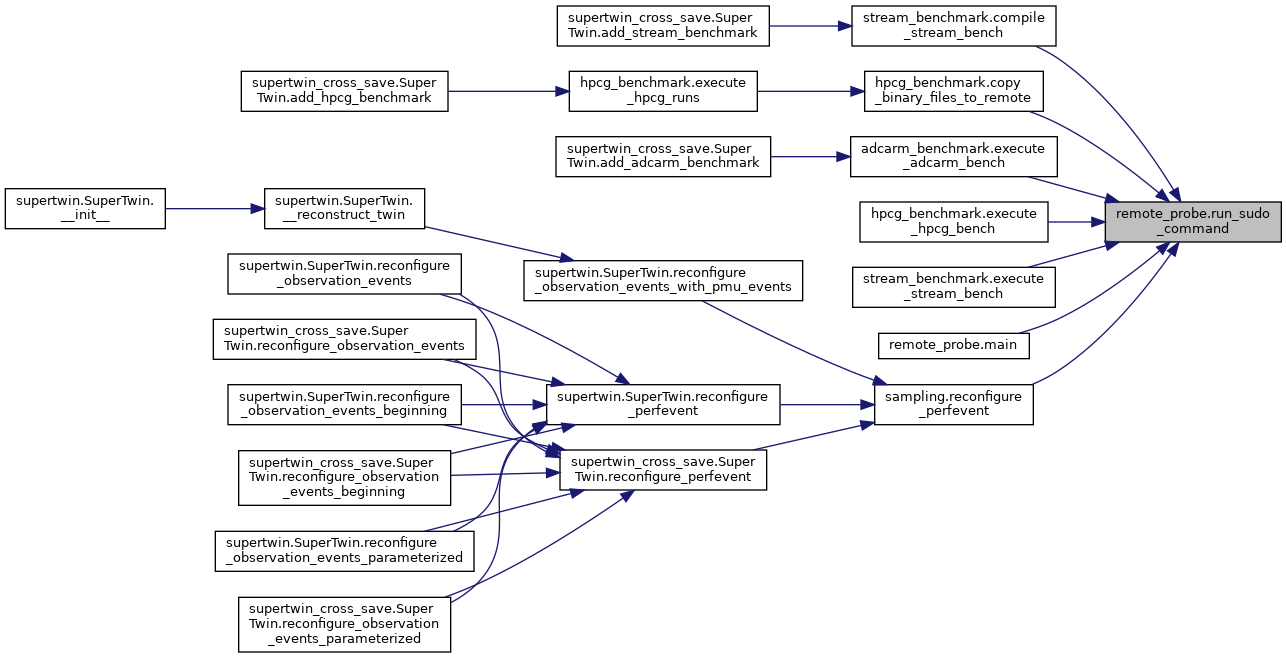 supertwin_cross_save.Super
Twin.add_stream_benchmark
stream_benchmark.compile
_stream_bench
supertwin_cross_save.Super
Twin.add_hpcg_benchmark
hpcg_benchmark.execute
_hpcg_runs
hpcg_benchmark.copy
_binary_files_to_remote
supertwin_cross_save.Super
Twin.add_adcarm_benchmark
adcarm_benchmark.execute
_adcarm_bench
supertwin.SuperTwin.
__init__
supertwin.SuperTwin.
__reconstruct_twin
hpcg_benchmark.execute
_hpcg_bench
remote_probe.run_sudo
_command
supertwin.SuperTwin.reconfigure
_observation_events
supertwin.SuperTwin.reconfigure
_observation_events_with_pmu_events
stream_benchmark.execute
_stream_bench
supertwin_cross_save.Super
Twin.reconfigure_observation_events
remote_probe.main
supertwin.SuperTwin.reconfigure
_observation_events_beginning
supertwin.SuperTwin.reconfigure
_perfevent
sampling.reconfigure
_perfevent
supertwin_cross_save.Super
Twin.reconfigure_observation
_events_beginning
supertwin_cross_save.Super
Twin.reconfigure_perfevent
supertwin.SuperTwin.reconfigure
_observation_events_parameterized
supertwin_cross_save.Super
Twin.reconfigure_observation
_events_parameterized